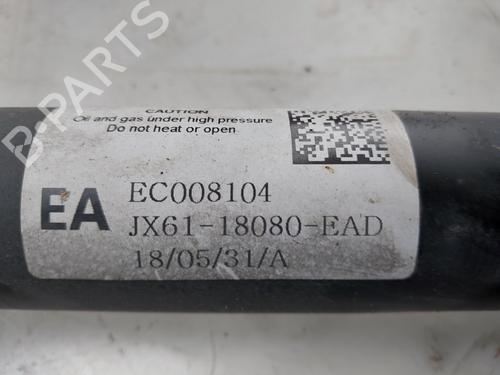 B-PARTS
CAUTION
Oil and gas under high pressure
Do not heat or open
EA
EC008104
JX61-18080-EAD
18/05/31/A